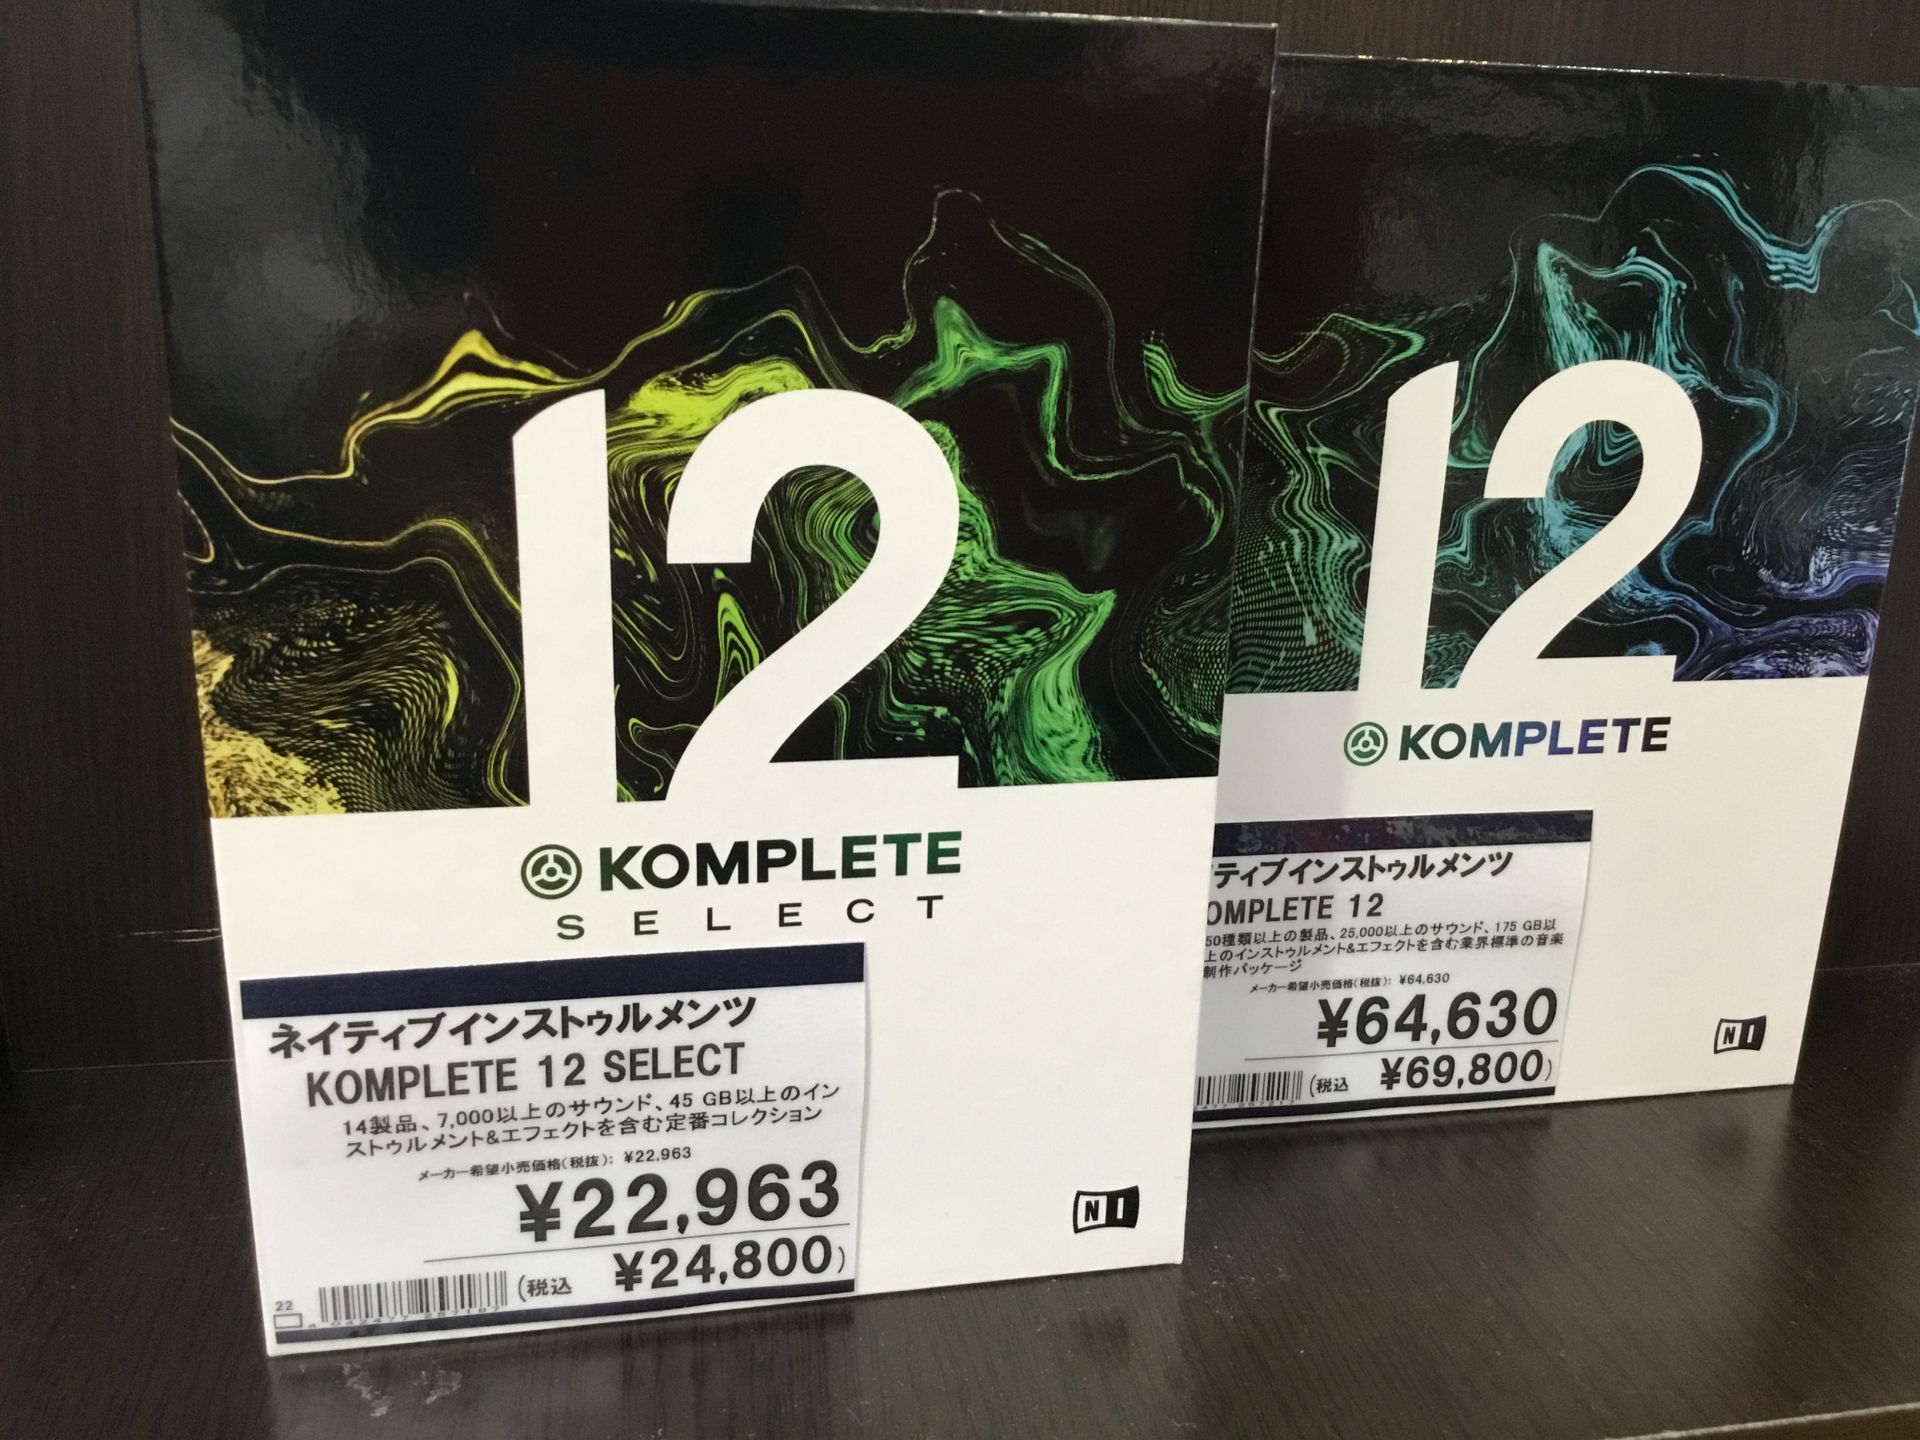 12
KOMPLETE
SELECT
ネイティブインストゥルメンツ
KOMPLETE 12 SELECT
14製品、7,000以上のサウンド、45 GB以上のイン
ストゥルメント&エフェクトを含む定番コレクション
メーカー希望小売価格(税抜): ¥22,963
¥22,963
(税込 ¥24,800)
22
4 042477 257187
NI
12
KOMPLETE
ティブインストゥルメンツ
OMPLETE 12
50種類以上の製品、25,000以上のサウンド、175 GB以
上のインストゥルメント&エフェクトを含む業界標準の音楽
制作パッケージ
メーカー希望小売価格(税抜): ¥64,630
¥64,630
(税込 ¥69,800)
NI